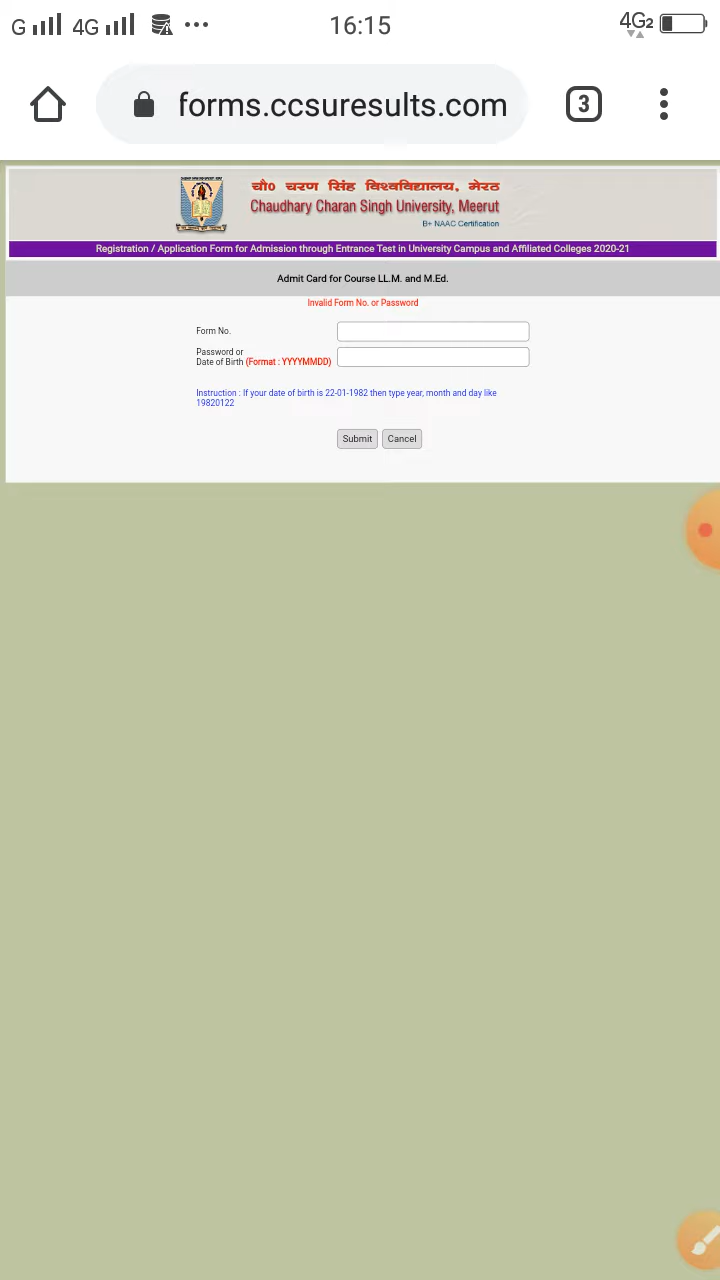 G 4G 16:15 4G2
forms.ccsuresults.com 3
चौ० चरण सिंह विश्वविद्यालय, मेरठ
Chaudhary Charan Singh University, Meerut
B+ NAAC Certification
Registration / Application Form for Admission through Entrance Test in University Campus and Affiliated Colleges 2020-21
Admit Card for Course LL.M. and M.Ed.
Invalid Form No. or Password
Form No.
Password or
Date of Birth (Format : YYYYMMDD)
Instruction : If your date of birth is 22-01-1982 then type year, month and day like
19820122
Submit Cancel